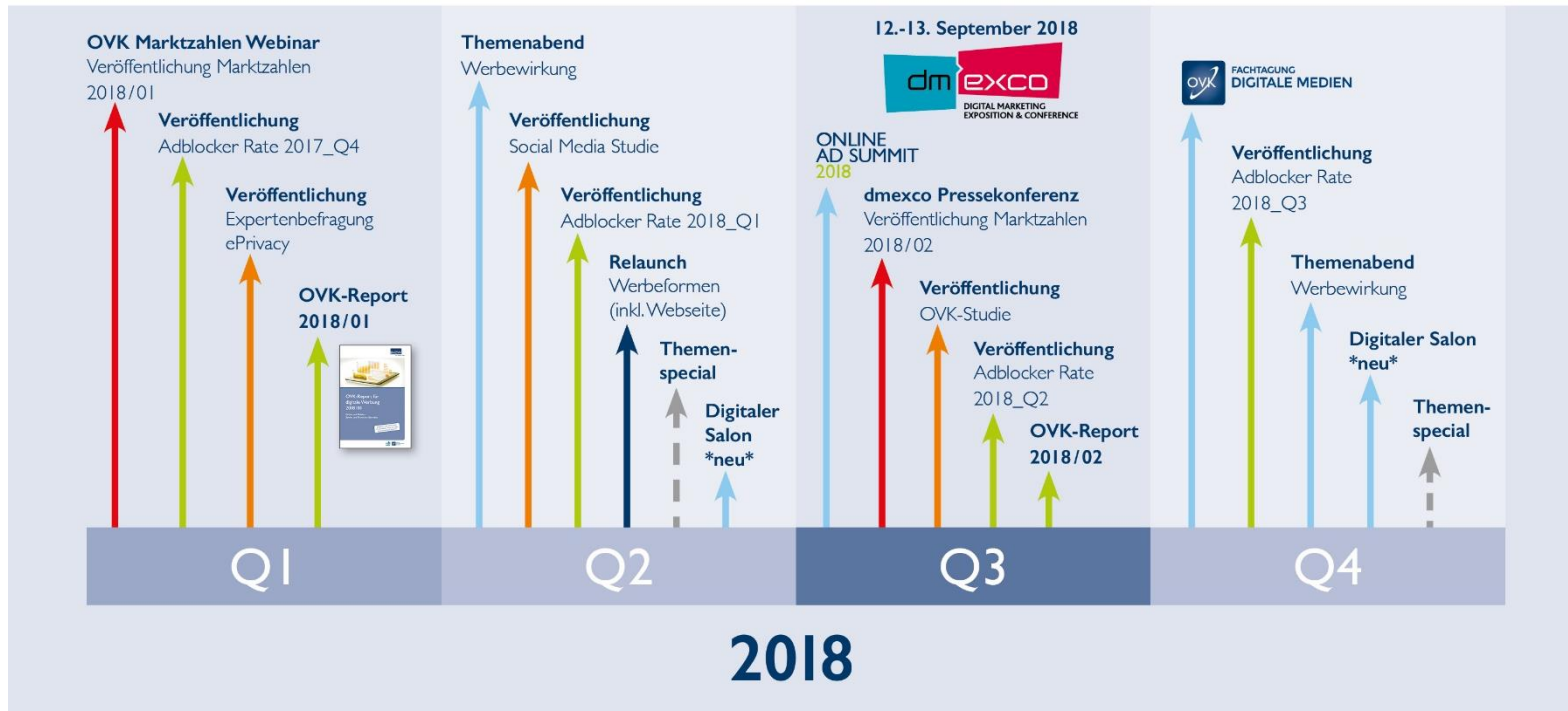 OVK Marktzahlen Webinar
Veröffentlichung Marktzahlen
2018/01
Veröffentlichung
Adblocker Rate 2017_Q4
Veröffentlichung
Expertenbefragung
ePrivacy
OVK-Report
2018/01
Q1
Themenabend
Werbewirkung
Veröffentlichung
Social Media Studie
Veröffentlichung
Adblocker Rate 2018_Q1
Relaunch
Werbeformen
(inkl. Webseite)
Themen-
special
Digitaler
Salon
*neu*
Q2
12.-13. September 2018
dmexco
DIGITAL MARKETING
EXPOSITION & CONFERENCE
ONLINE
AD SUMMIT
2018
dmexco Pressekonferenz
Veröffentlichung Marktzahlen
2018/02
Veröffentlichung
OVK-Studie
Veröffentlichung
Adblocker Rate
2018_Q2
OVK-Report
2018/02
Q3
OVK
FACHTAGUNG
DIGITALE MEDIEN
Veröffentlichung
Adblocker Rate
2018_Q3
Themenabend
Werbewirkung
Digitaler Salon
*neu*
Themen-
special
Q4
2018